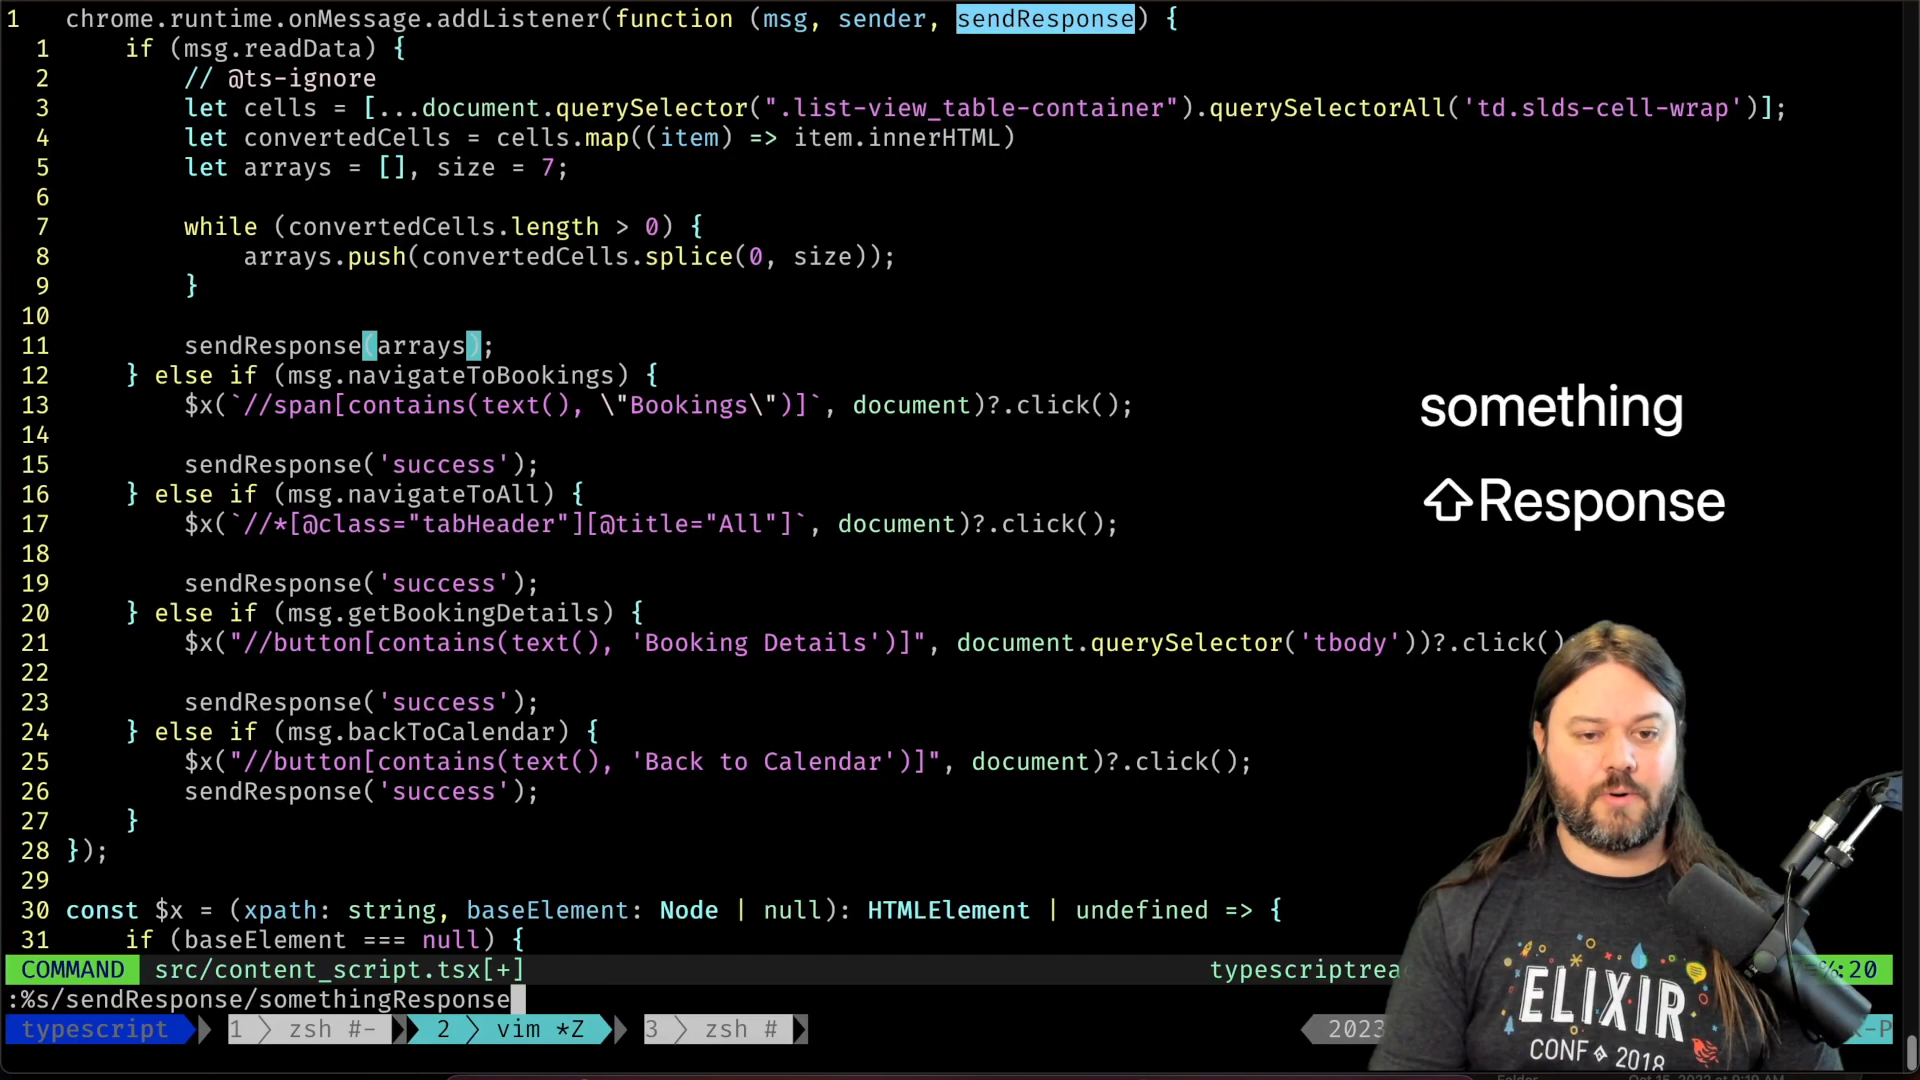 1 chrome.runtime.onMessage.addListener(function (msg, sender, sendResponse) {
1 if (msg.readData) {
2 // @ts-ignore
3 let cells = [...document.querySelector(".list-view_table-container").querySelectorAll('td.slds-cell-wrap')];
4 let convertedCells = cells.map((item) => item.innerHTML)
5 let arrays = [], size = 7;
6
7 while (convertedCells.length > 0) {
8 arrays.push(convertedCells.splice(0, size));
9 }
10
11 sendResponse(arrays);
12 } else if (msg.navigateToBookings) {
13 $x(`//span[contains(text(), \"Bookings\")]`, document)?.click();
14
15 sendResponse('success');
16 } else if (msg.navigateToAll) {
17 $x(`//*[@class="tabHeader"][@title="All"]`, document)?.click();
18
19 sendResponse('success');
20 } else if (msg.getBookingDetails) {
21 $x("//button[contains(text(), 'Booking Details')]", document.querySelector('tbody'))?.click()
22
23 sendResponse('success');
24 } else if (msg.backToCalendar) {
25 $x("//button[contains(text(), 'Back to Calendar')]", document)?.click();
26 sendResponse('success');
27 }
28 });
29
30 const $x = (xpath: string, baseElement: Node | null): HTMLElement | undefined => {
31 if (baseElement === null) {
something
⇧Response
COMMAND src/content_script.tsx[+] typescriptrea %:20
:%s/sendResponse/somethingResponse
typescript 1 zsh #- 2 vim *Z 3 zsh # 2023 -P
ELIXIR
CONF 2018